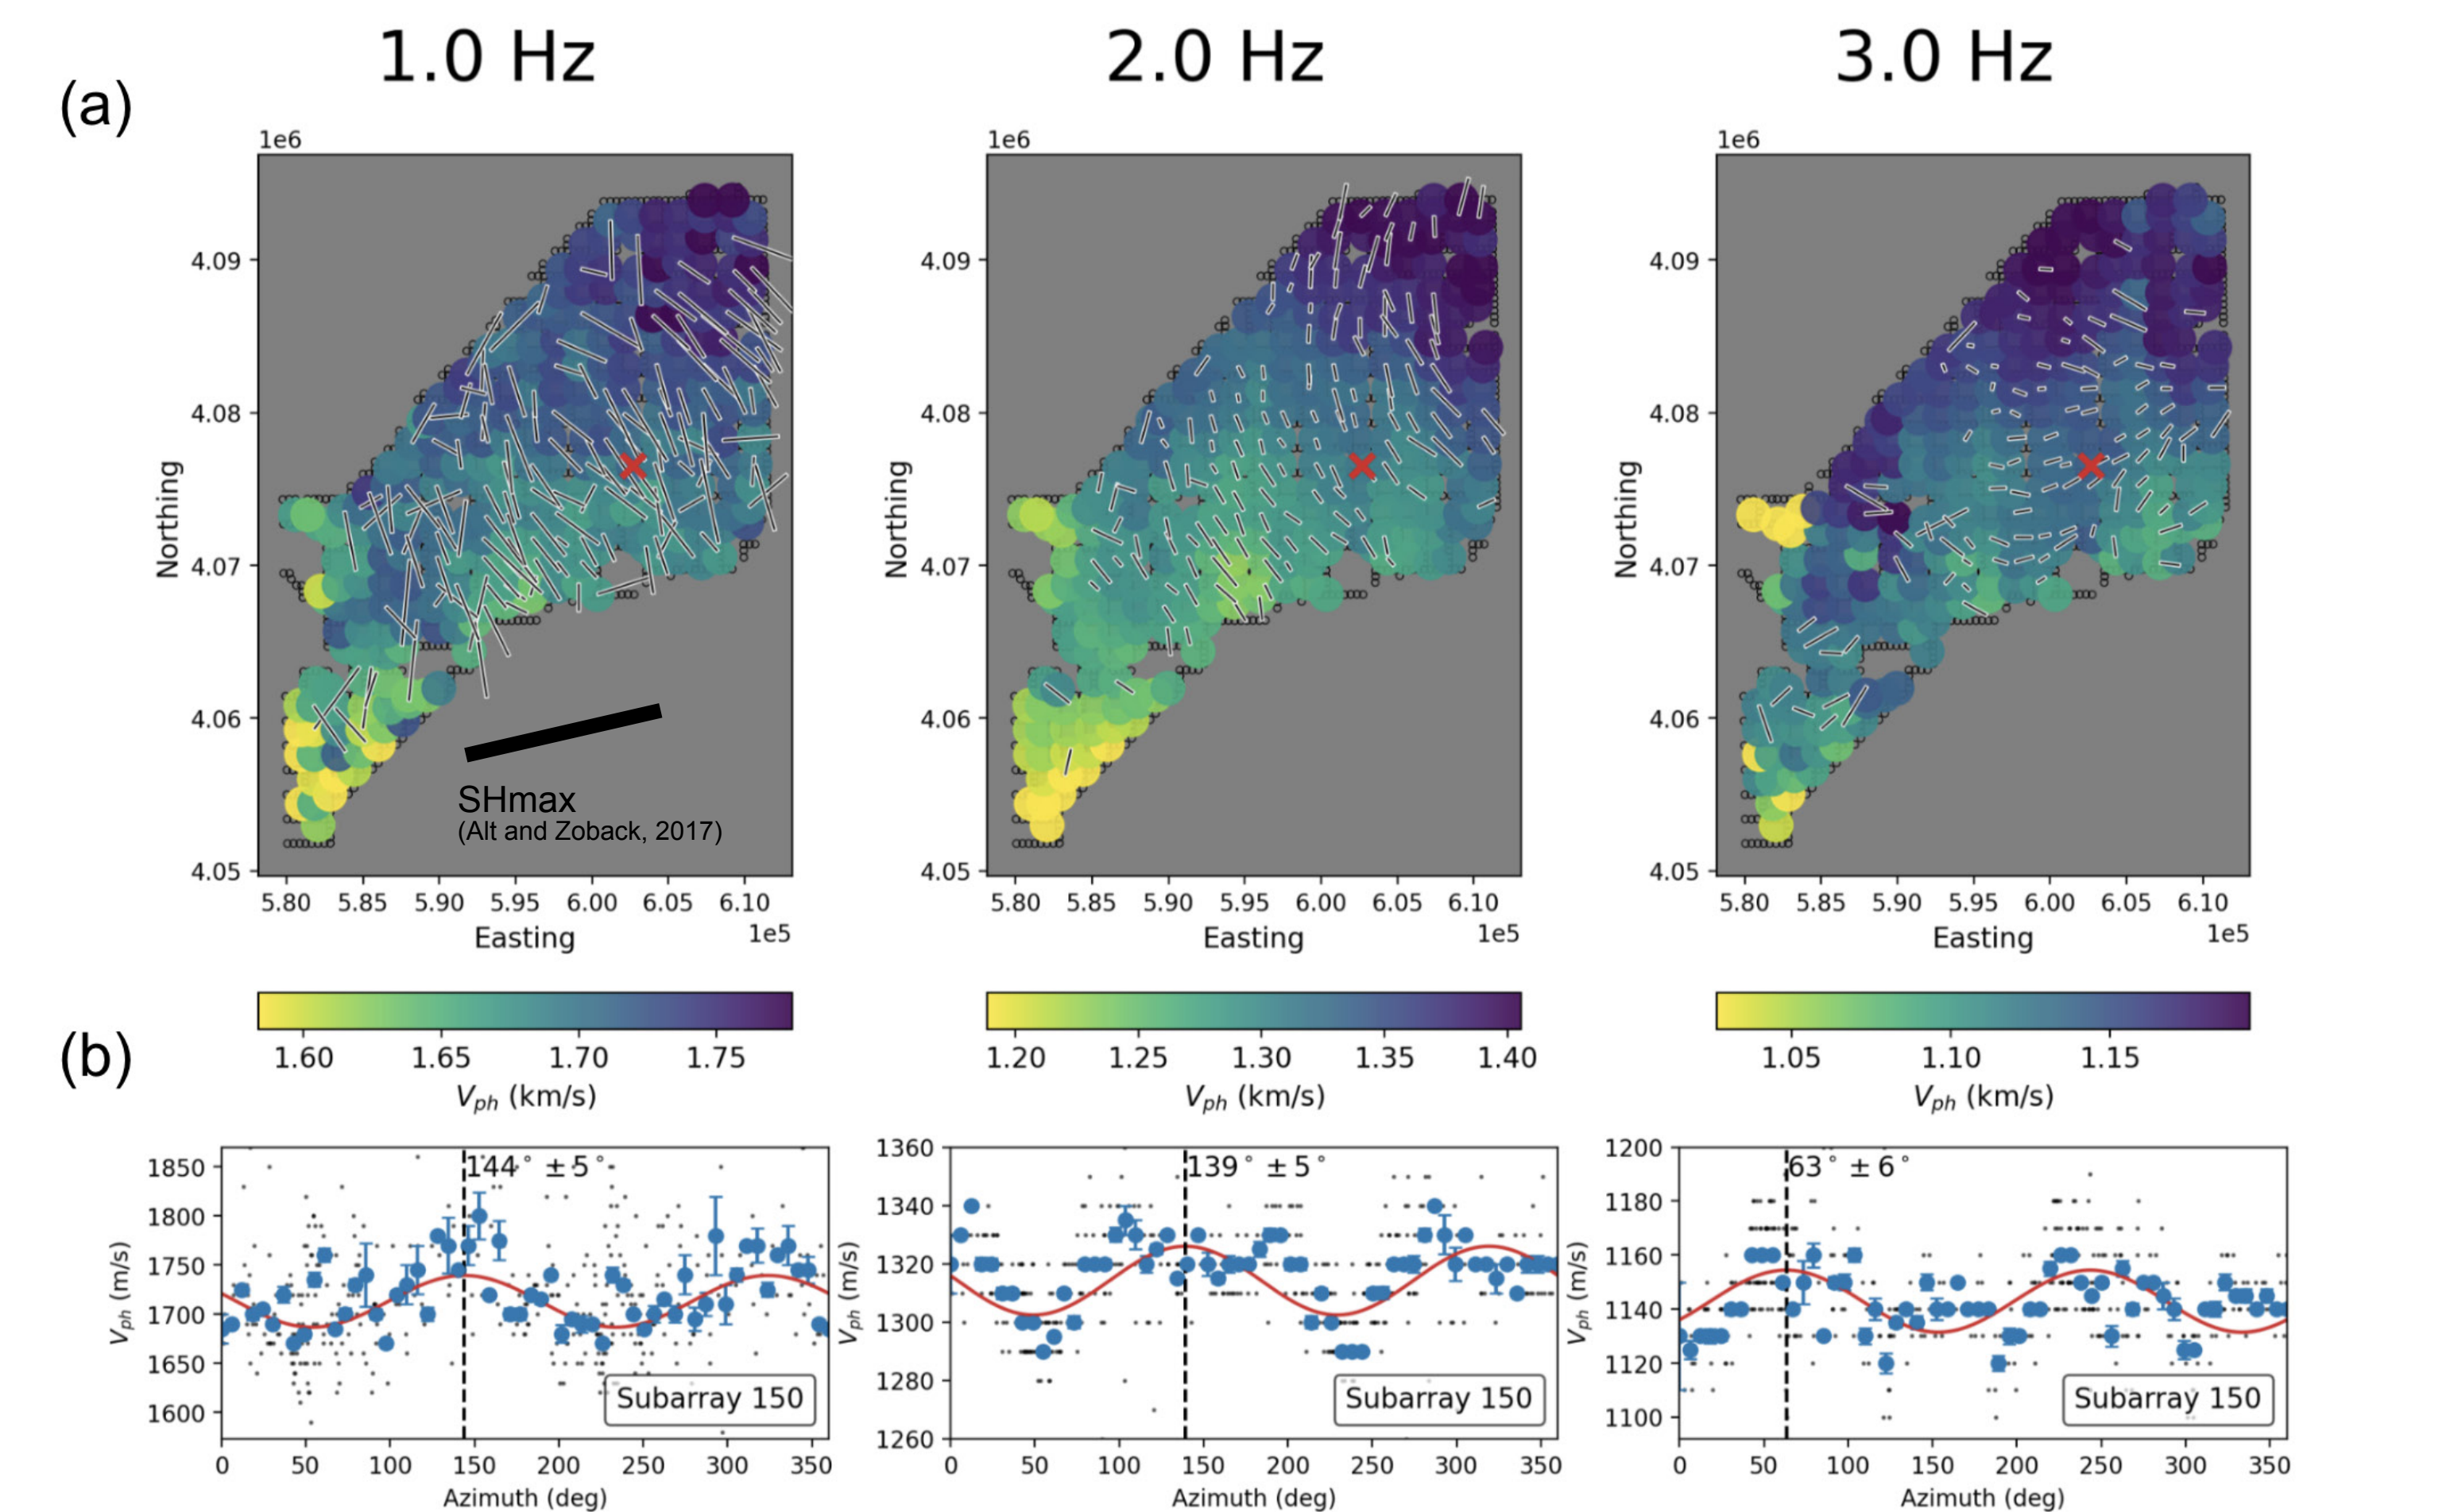 1.0 Hz 2.0 Hz 3.0 Hz
(a)
1e6 1e6 1e6
4.09 4.09 4.09
4.08 4.08 4.08
Northing Northing Northing
4.07 4.07 4.07
4.06 4.06 4.06
SHmax
(Alt and Zoback, 2017)
4.05 4.05 4.05
5.80 5.85 5.90 5.95 6.00 6.05 6.10 5.80 5.85 5.90 5.95 6.00 6.05 6.10 5.80 5.85 5.90 5.95 6.00 6.05 6.10
Easting 1e5 Easting 1e5 Easting 1e5
(b)
1.60 1.65 1.70 1.75 1.20 1.25 1.30 1.35 1.40 1.05 1.10 1.15
Vph (km/s) Vph (km/s) Vph (km/s)
144° ±5°
1850
1800
1750
1700
1650
1600
Vph (m/s)
Subarray 150
0 50 100 150 200 250 300 350
Azimuth (deg)
139° ±5°
1360
1340
1320
1300
1280
1260
Vph (m/s)
Subarray 150
0 50 100 150 200 250 300 350
Azimuth (deg)
63° ±6°
1200
1180
1160
1140
1120
1100
Vph (m/s)
Subarray 150
0 50 100 150 200 250 300 350
Azimuth (deg)